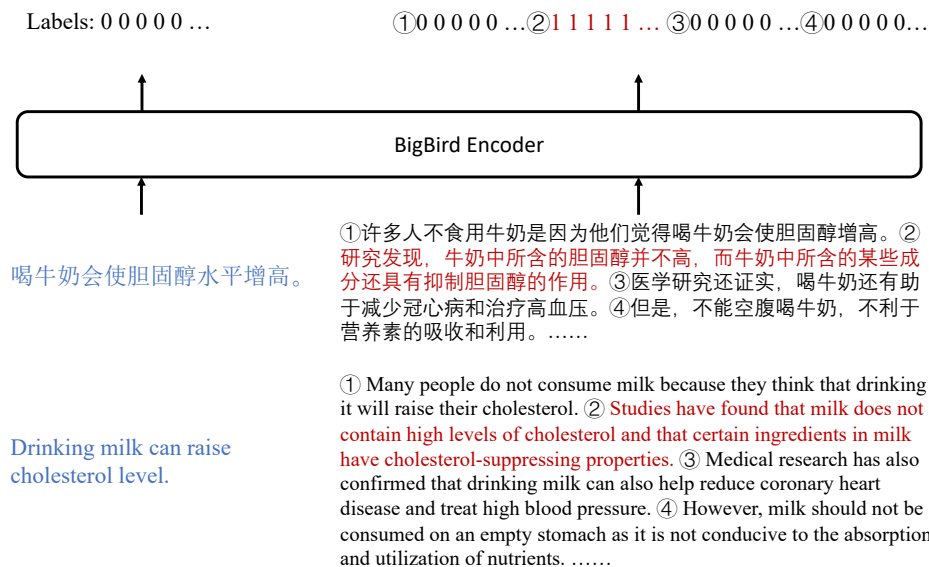 Labels: 0 0 0 0 0 … ①0 0 0 0 0 …②1 1 1 1 1 … ③0 0 0 0 0 …④0 0 0 0 0…
BigBird Encoder
喝牛奶会使胆固醇水平增高。
①许多人不食用牛奶是因为他们觉得喝牛奶会使胆固醇增高。②
研究发现，牛奶中所含的胆固醇并不高，而牛奶中所含的某些成
分还具有抑制胆固醇的作用。③医学研究还证实，喝牛奶还有助
于减少冠心病和治疗高血压。④但是，不能空腹喝牛奶，不利于
营养素的吸收和利用。……
Drinking milk can raise
cholesterol level.
① Many people do not consume milk because they think that drinking
it will raise their cholesterol. ② Studies have found that milk does not
contain high levels of cholesterol and that certain ingredients in milk
have cholesterol-suppressing properties. ③ Medical research has also
confirmed that drinking milk can also help reduce coronary heart
disease and treat high blood pressure. ④ However, milk should not be
consumed on an empty stomach as it is not conducive to the absorption
and utilization of nutrients. ……